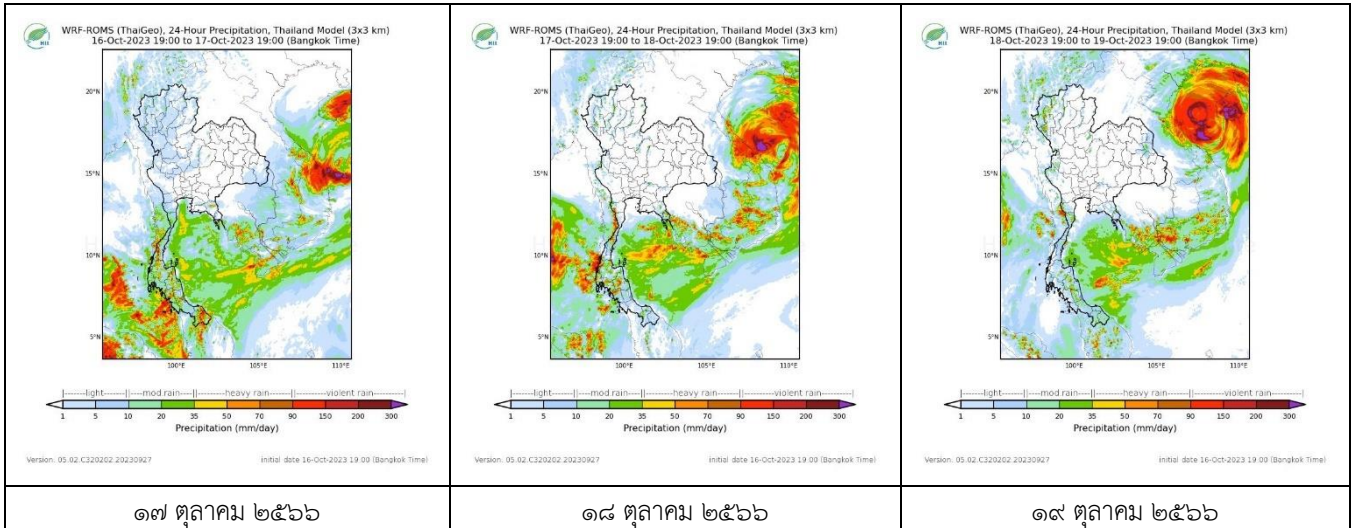 WRF-ROMS (ThaiGeo), 24-Hour Precipitation, Thailand Model (3x3 km)
16-Oct-2023 19:00 to 17-Oct-2023 19:00 (Bangkok Time)
HII
20°N
15°N
10°N
5°N
100°E 105°E 110°E
light mod rain heavy rain violent rain
1 5 10 20 35 50 70 90 150 200 300
Precipitation (mm/day)
Version: 05.02.C320202.20230927 initial date 16-Oct-2023 19:00 (Bangkok Time)
๑๗ ตุลาคม ๒๕๖๖
WRF-ROMS (ThaiGeo), 24-Hour Precipitation, Thailand Model (3x3 km)
17-Oct-2023 19:00 to 18-Oct-2023 19:00 (Bangkok Time)
HII
20°N
15°N
10°N
5°N
100°E 105°E 110°E
light mod rain heavy rain violent rain
1 5 10 20 35 50 70 90 150 200 300
Precipitation (mm/day)
Version: 05.02.C320202.20230927 initial date 16-Oct-2023 19:00 (Bangkok Time)
๑๘ ตุลาคม ๒๕๖๖
WRF-ROMS (ThaiGeo), 24-Hour Precipitation, Thailand Model (3x3 km)
18-Oct-2023 19:00 to 19-Oct-2023 19:00 (Bangkok Time)
HII
20°N
15°N
10°N
5°N
100°E 105°E 110°E
light mod rain heavy rain violent rain
1 5 10 20 35 50 70 90 150 200 300
Precipitation (mm/day)
Version: 05.02.C320202.20230927 initial date 16-Oct-2023 19:00 (Bangkok Time)
๑๙ ตุลาคม ๒๕๖๖